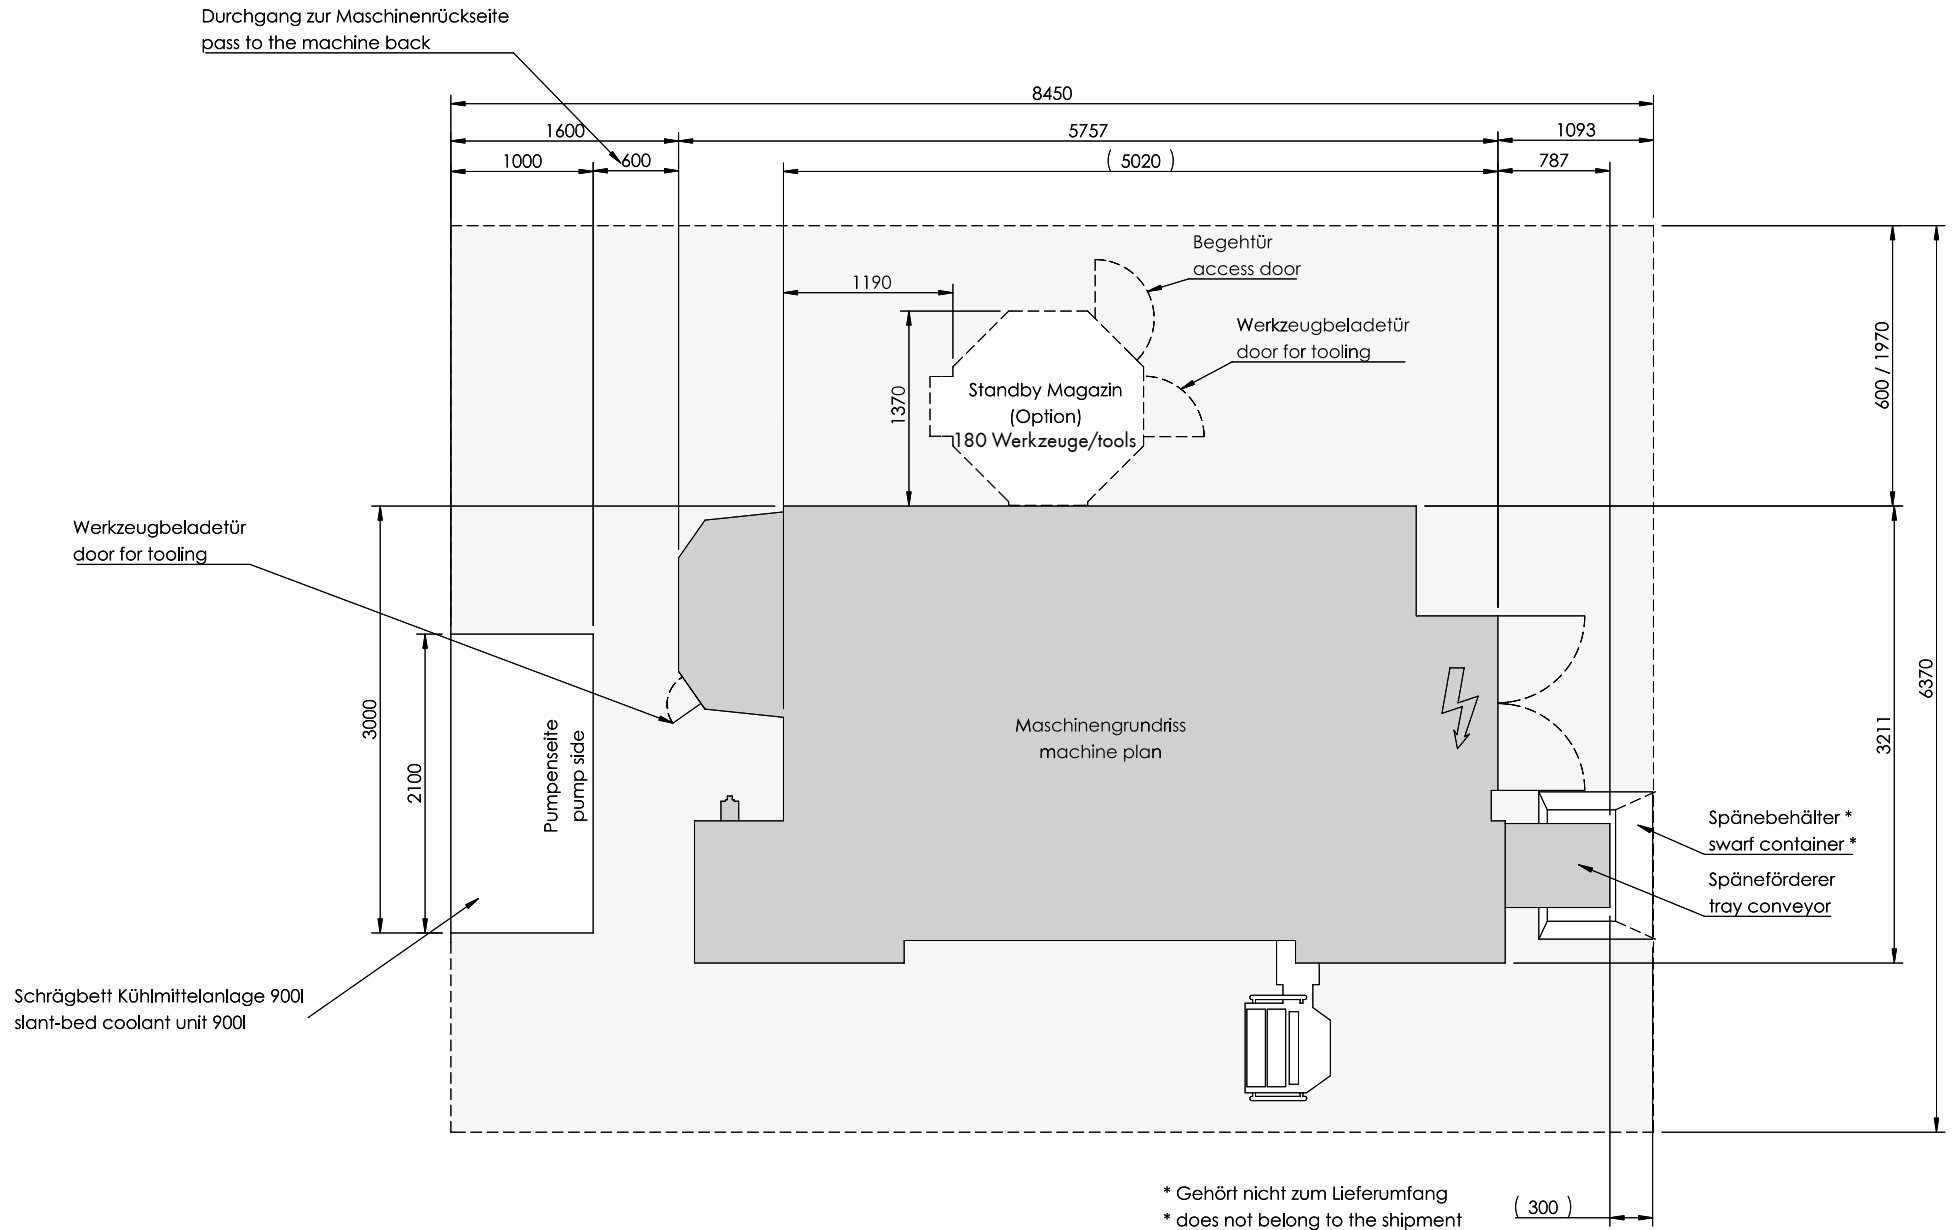 Durchgang zur Maschinenrückseite
pass to the machine back
8450
1600
5757
1093
1000
600
( 5020 )
787
Begehtür
access door
1190
Werkzeugbeladetür
door for tooling
600 / 1970
1370
Standby Magazin
(Option)
180 Werkzeuge/tools
Werkzeugbeladetür
door for tooling
6370
3000
2100
Pumpenseite
pump side
Maschinengrundriss
machine plan
3211
Spänebehälter *
swarf container *
Späneförderer
tray conveyor
Schrägbett Kühlmittelanlage 900l
slant-bed coolant unit 900l
* Gehört nicht zum Lieferumfang
* does not belong to the shipment
( 300 )